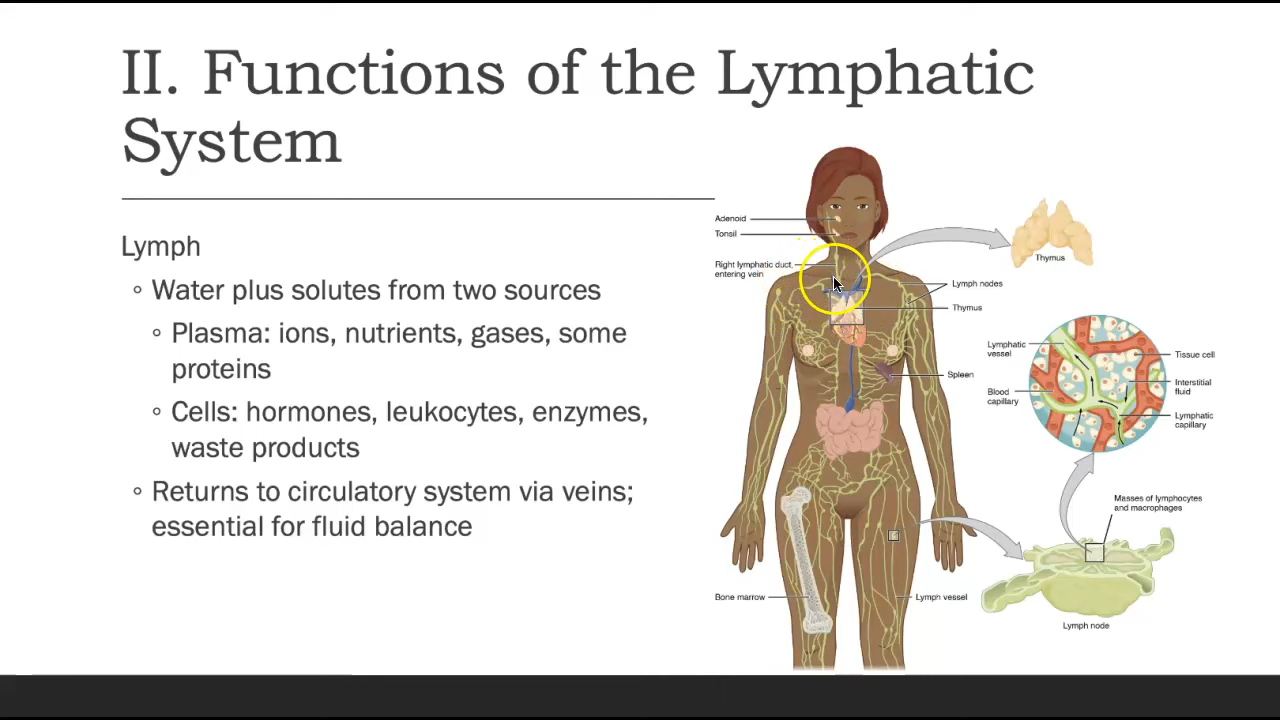 II. Functions of the Lymphatic
System
Lymph
◦ Water plus solutes from two sources
◦ Plasma: ions, nutrients, gases, some
proteins
◦ Cells: hormones, leukocytes, enzymes,
waste products
◦ Returns to circulatory system via veins;
essential for fluid balance
Adenoid
Tonsil
Right lymphatic duct,
entering vein
Thymus
Lymph nodes
Thymus
Spleen
Lymphatic
vessel
Tissue cell
Blood
capillary
Interstitial
fluid
Lymphatic
capillary
Masses of lymphocytes
and macrophages
Bone marrow
Lymph vessel
Lymph node